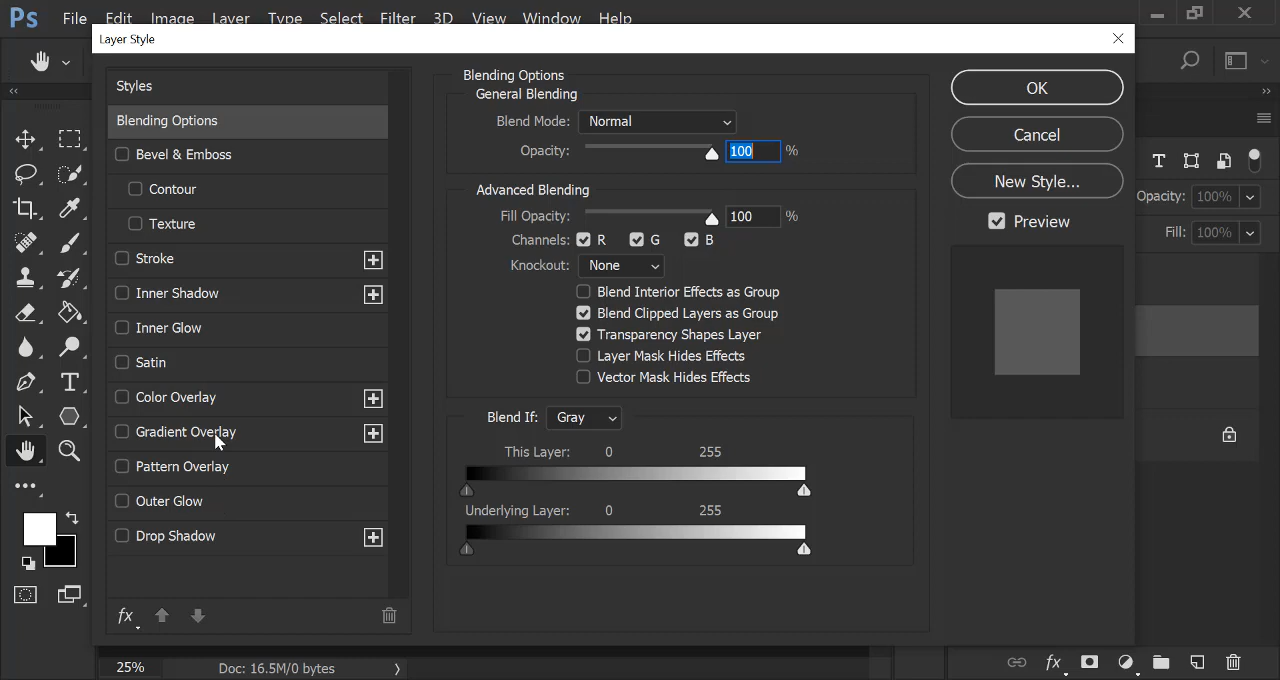 Ps File Edit Image Layer Type Select Filter 3D View Window Help
Layer Style
Styles
Blending Options
Bevel & Emboss
Contour
Texture
Stroke
Inner Shadow
Inner Glow
Satin
Color Overlay
Gradient Overlay
Pattern Overlay
Outer Glow
Drop Shadow
fx
Blending Options
General Blending
Blend Mode: Normal
Opacity: 100 %
Advanced Blending
Fill Opacity: 100 %
Channels: R G B
Knockout: None
Blend Interior Effects as Group
Blend Clipped Layers as Group
Transparency Shapes Layer
Layer Mask Hides Effects
Vector Mask Hides Effects
Blend If: Gray
This Layer: 0 255
Underlying Layer: 0 255
OK
Cancel
New Style...
Preview
Opacity: 100%
Fill: 100%
25% Doc: 16.5M/0 bytes
fx